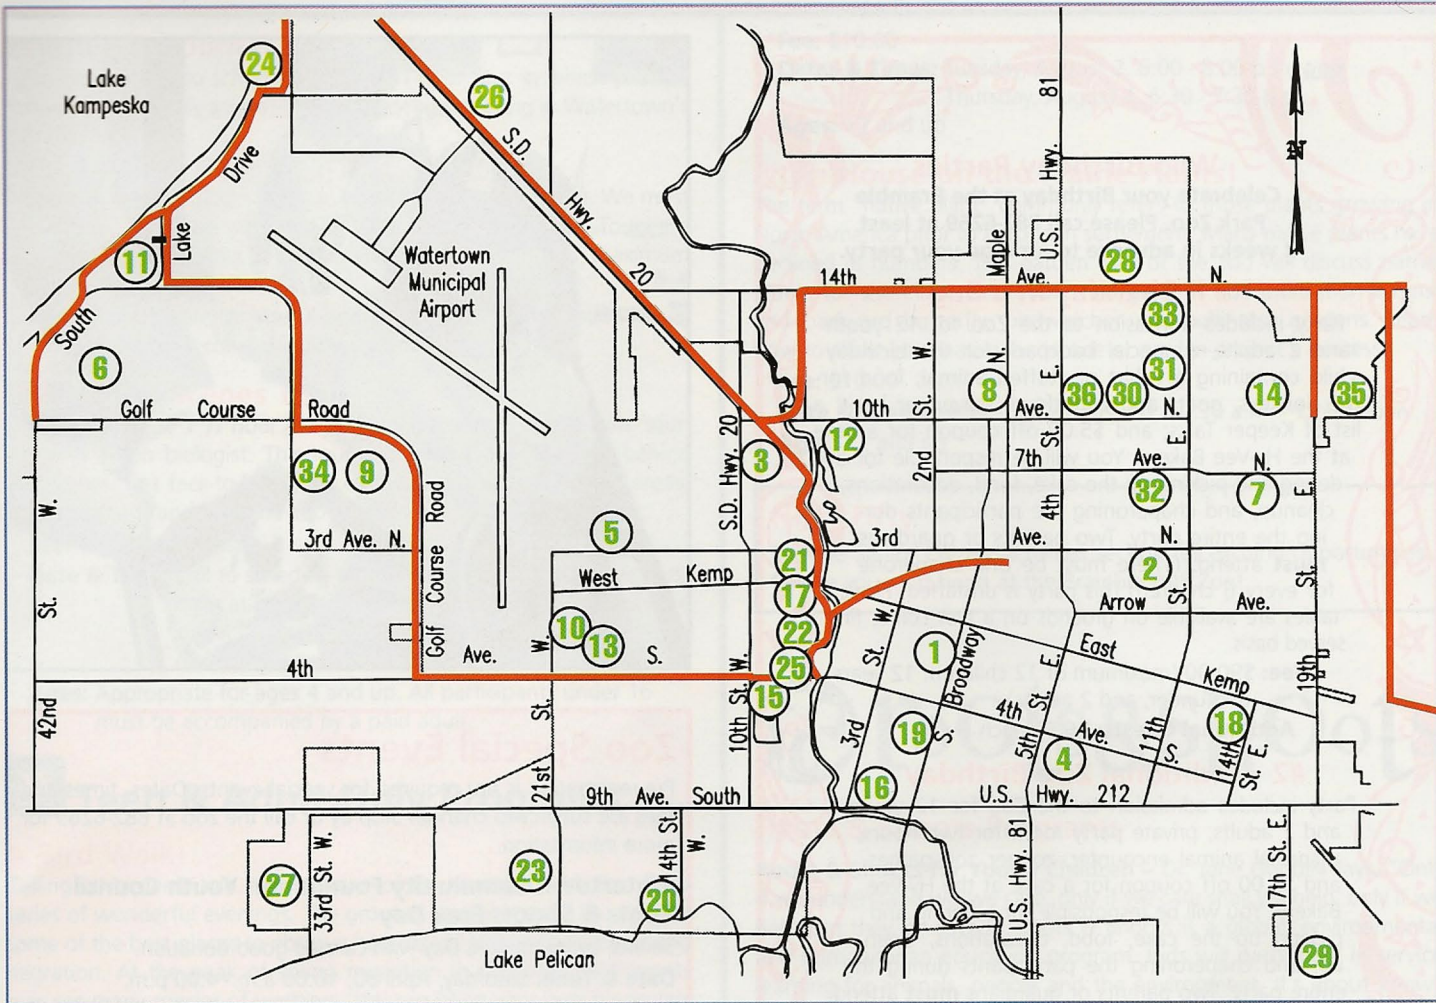 Lake
Kampeska
24
26
S.D.
Hwy.
20
Drive
Lake
11
South
6
Watertown
Municipal
Airport
Golf Course Road
34 9
3rd Ave. N.
Golf Course Road
42nd St. W.
4th Ave. S.
5
West Kemp
10
13
21st St. W.
S.D. Hwy. 20
3
12
14th Ave. N.
Maple
U.S. Hwy. 81
28
33
31
36 30
8
14
35
10th Ave. N.
2nd St. W.
7th Ave. N.
4th St. E.
N.
32
7
3rd Ave. N.
2
11th St. E.
Arrow Ave.
19th St. E.
21
17
22
25
15
10th St. W.
1
3rd St. W.
Broadway S.
East Kemp
4th Ave. S.
5th St. E.
4
18
14th St. E.
19
16
9th Ave. South
U.S. Hwy. 212
27
33rd St. W.
23
20
14th St. W.
Lake Pelican
U.S. Hwy. 81
17th St. E.
29